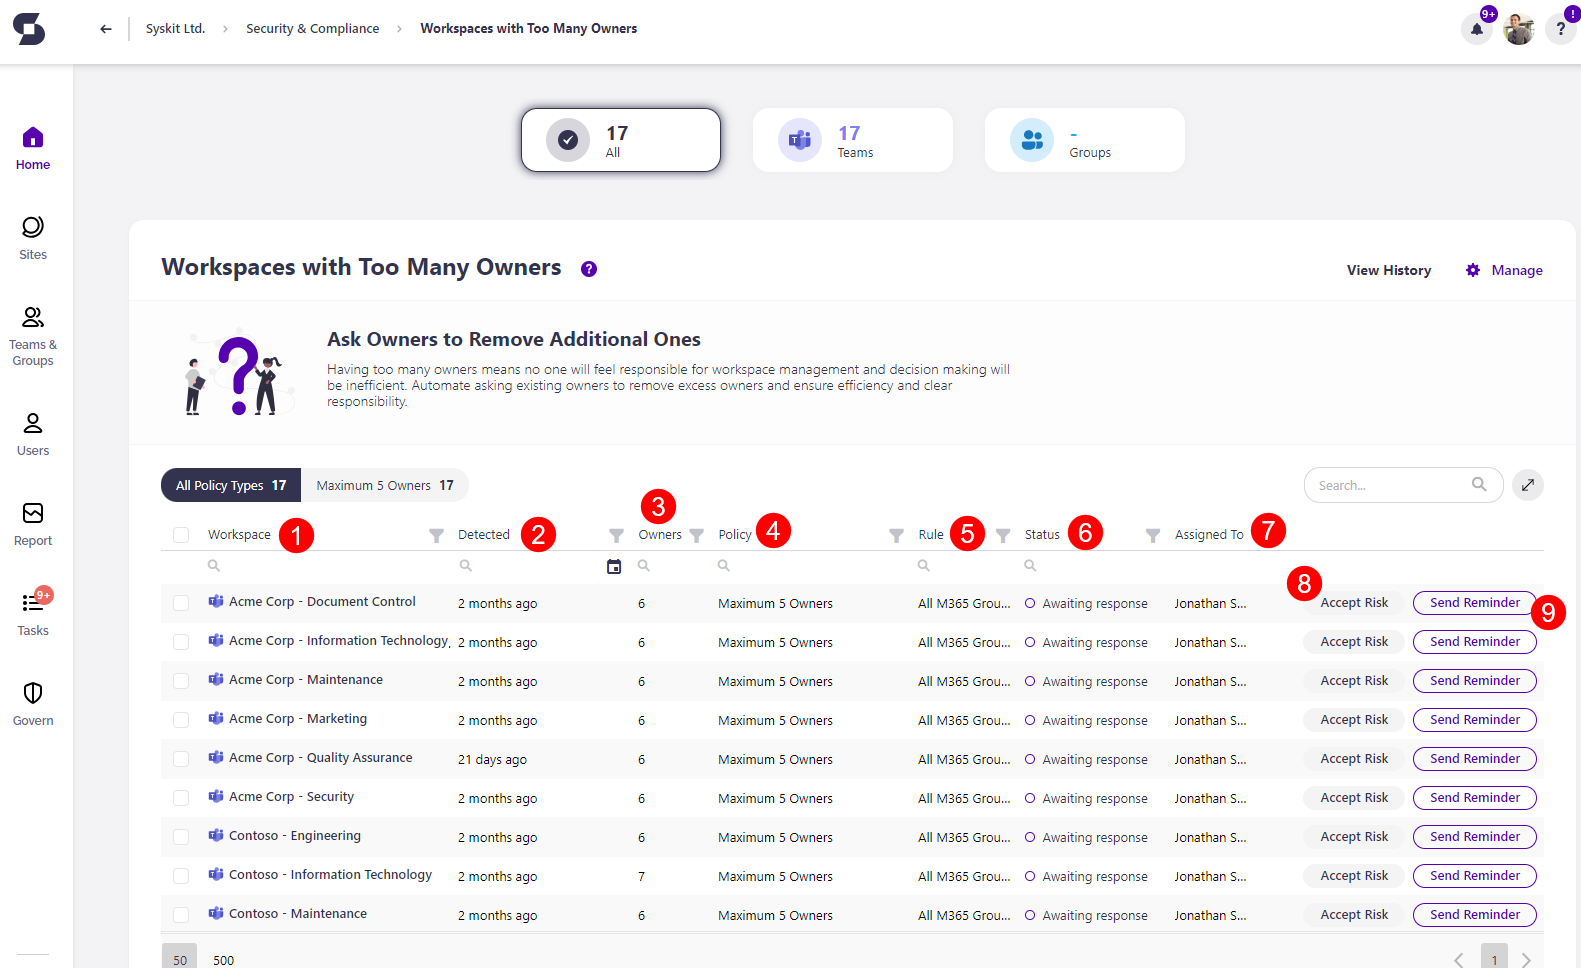 Syskit Ltd. > Security & Compliance > Workspaces with Too Many Owners
9+
?
!
17
All
17
Teams
-
Groups
Home
Sites
Teams &
Groups
Users
Report
9+
Tasks
Govern
Workspaces with Too Many Owners ?
View History
Manage
?
Ask Owners to Remove Additional Ones
Having too many owners means no one will feel responsible for workspace management and decision making will
be inefficient. Automate asking existing owners to remove excess owners and ensure efficiency and clear
responsibility.
All Policy Types 17
Maximum 5 Owners 17
Search...
Workspace 1 Detected 2 Owners 3 Policy 4 Rule 5 Status 6 Assigned To 7
8
9
Acme Corp - Document Control 2 months ago 6 Maximum 5 Owners All M365 Grou... Awaiting response Jonathan S... Accept Risk Send Reminder
Acme Corp - Information Technology, 2 months ago 6 Maximum 5 Owners All M365 Grou... Awaiting response Jonathan S... Accept Risk Send Reminder
Acme Corp - Maintenance 2 months ago 6 Maximum 5 Owners All M365 Grou... Awaiting response Jonathan S... Accept Risk Send Reminder
Acme Corp - Marketing 2 months ago 6 Maximum 5 Owners All M365 Grou... Awaiting response Jonathan S... Accept Risk Send Reminder
Acme Corp - Quality Assurance 21 days ago 6 Maximum 5 Owners All M365 Grou... Awaiting response Jonathan S... Accept Risk Send Reminder
Acme Corp - Security 2 months ago 6 Maximum 5 Owners All M365 Grou... Awaiting response Jonathan S... Accept Risk Send Reminder
Contoso - Engineering 2 months ago 6 Maximum 5 Owners All M365 Grou... Awaiting response Jonathan S... Accept Risk Send Reminder
Contoso - Information Technology 2 months ago 7 Maximum 5 Owners All M365 Grou... Awaiting response Jonathan S... Accept Risk Send Reminder
Contoso - Maintenance 2 months ago 6 Maximum 5 Owners All M365 Grou... Awaiting response Jonathan S... Accept Risk Send Reminder
50 500
1